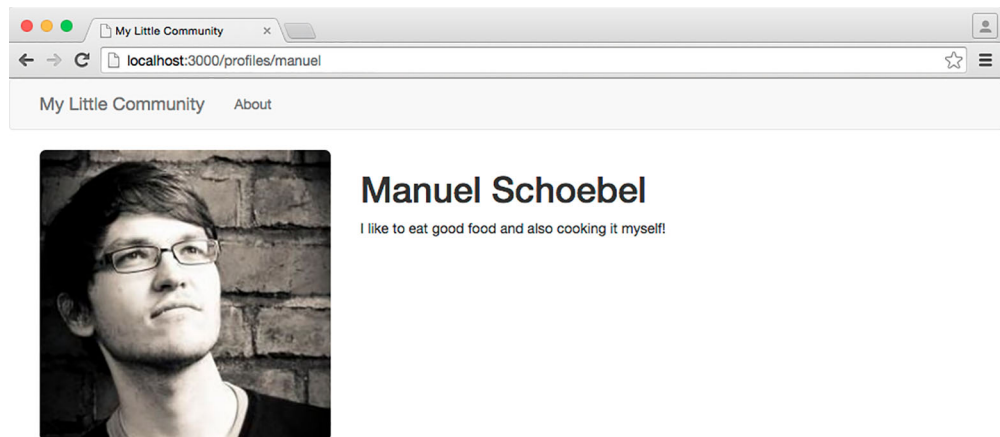 My Little Community
localhost:3000/profiles/manuel
My Little Community About
Manuel Schoebel
I like to eat good food and also cooking it myself!